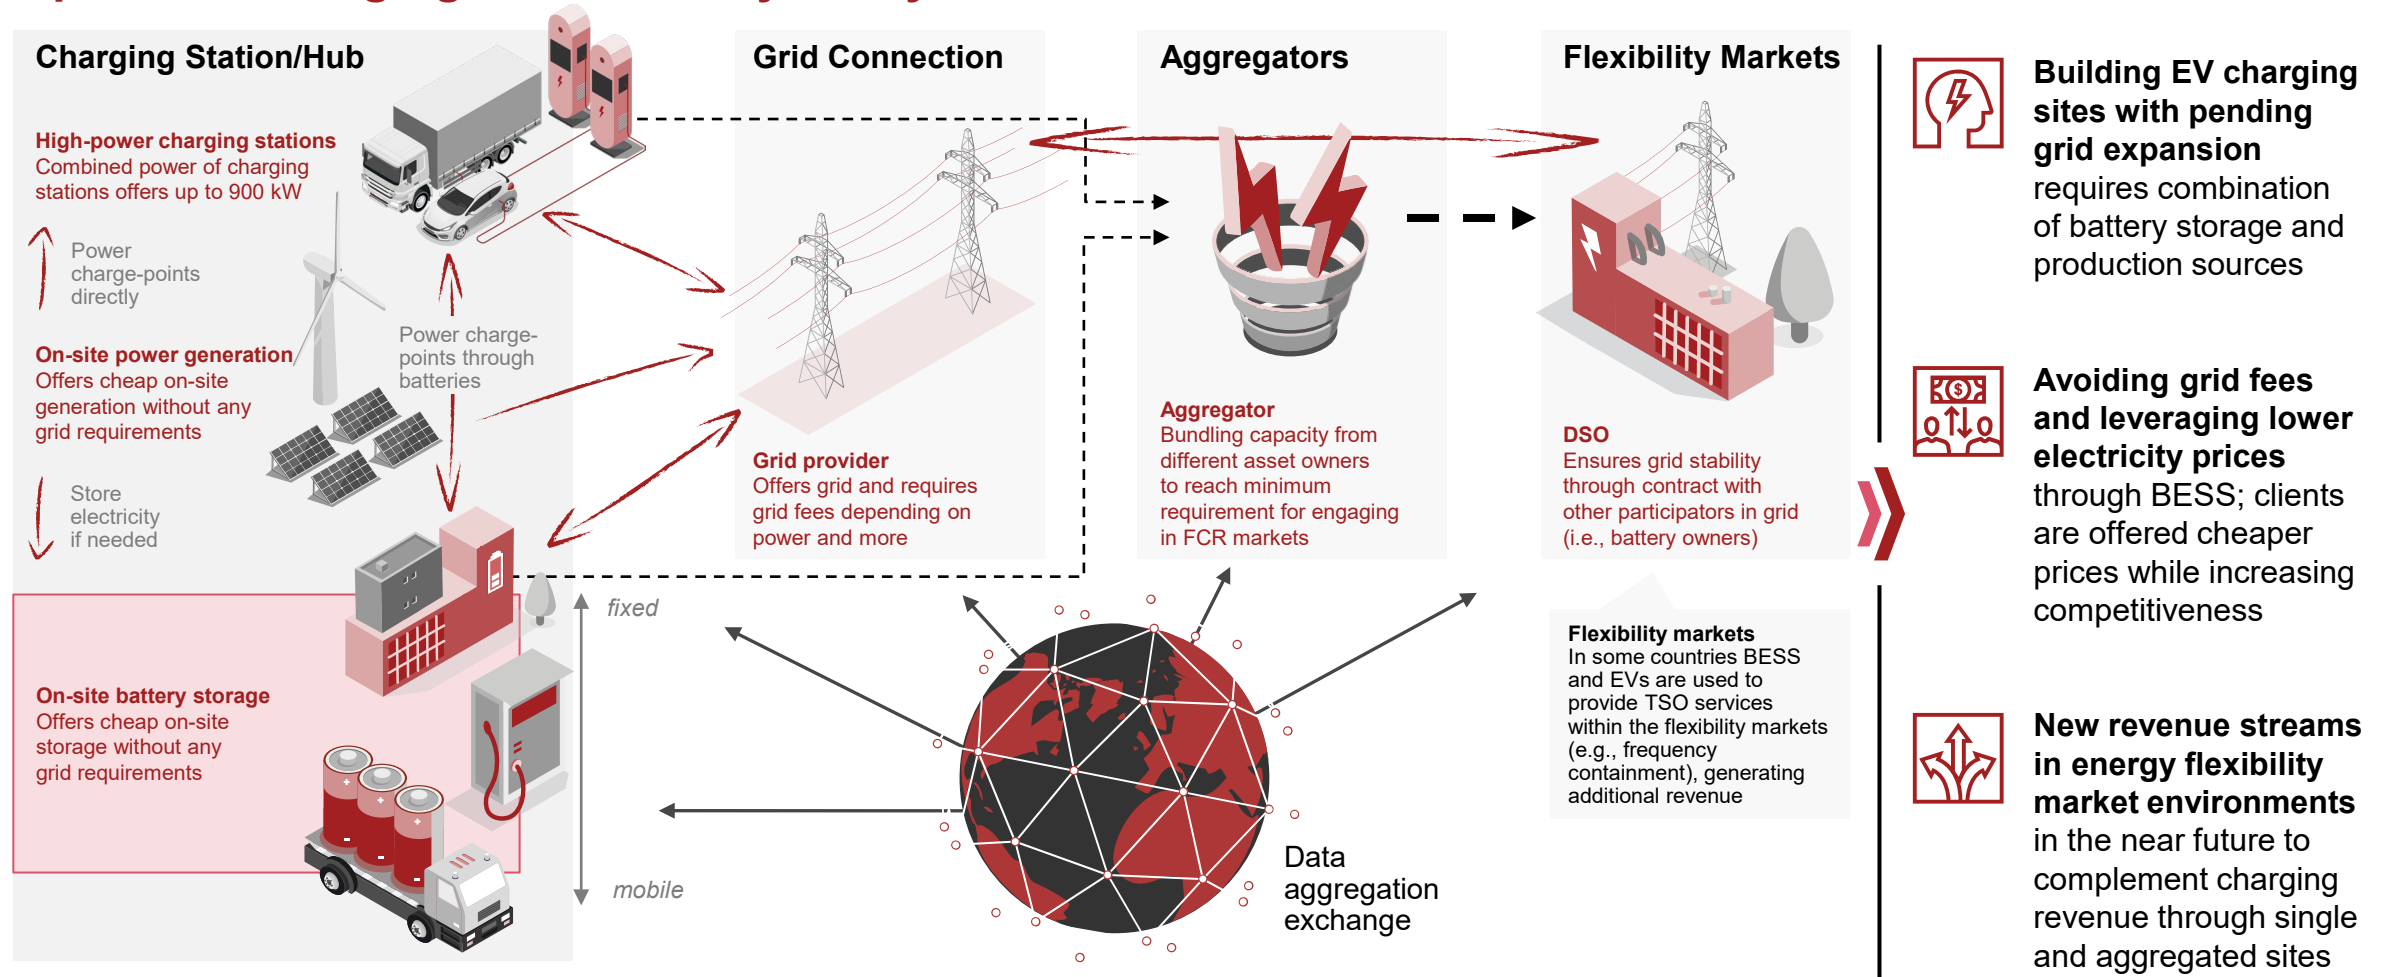 Charging Station/Hub
High-power charging stations
Combined power of charging
stations offers up to 900 kW
Power
charge-points
directly
Power charge-
points through
batteries
On-site power generation
Offers cheap on-site
generation without any
grid requirements
Store
electricity
if needed
On-site battery storage
Offers cheap on-site
storage without any
grid requirements
fixed
mobile
Grid Connection
Grid provider
Offers grid and requires
grid fees depending on
power and more
Aggregators
Aggregator
Bundling capacity from
different asset owners
to reach minimum
requirement for engaging
in FCR markets
Flexibility Markets
DSO
Ensures grid stability
through contract with
other participators in grid
(i.e., battery owners)
Flexibility markets
In some countries BESS
and EVs are used to
provide TSO services
within the flexibility markets
(e.g., frequency
containment), generating
additional revenue
Data
aggregation
exchange
Building EV charging
sites with pending
grid expansion
requires combination
of battery storage and
production sources
Avoiding grid fees
and leveraging lower
electricity prices
through BESS; clients
are offered cheaper
prices while increasing
competitiveness
New revenue streams
in energy flexibility
market environments
in the near future to
complement charging
revenue through single
and aggregated sites